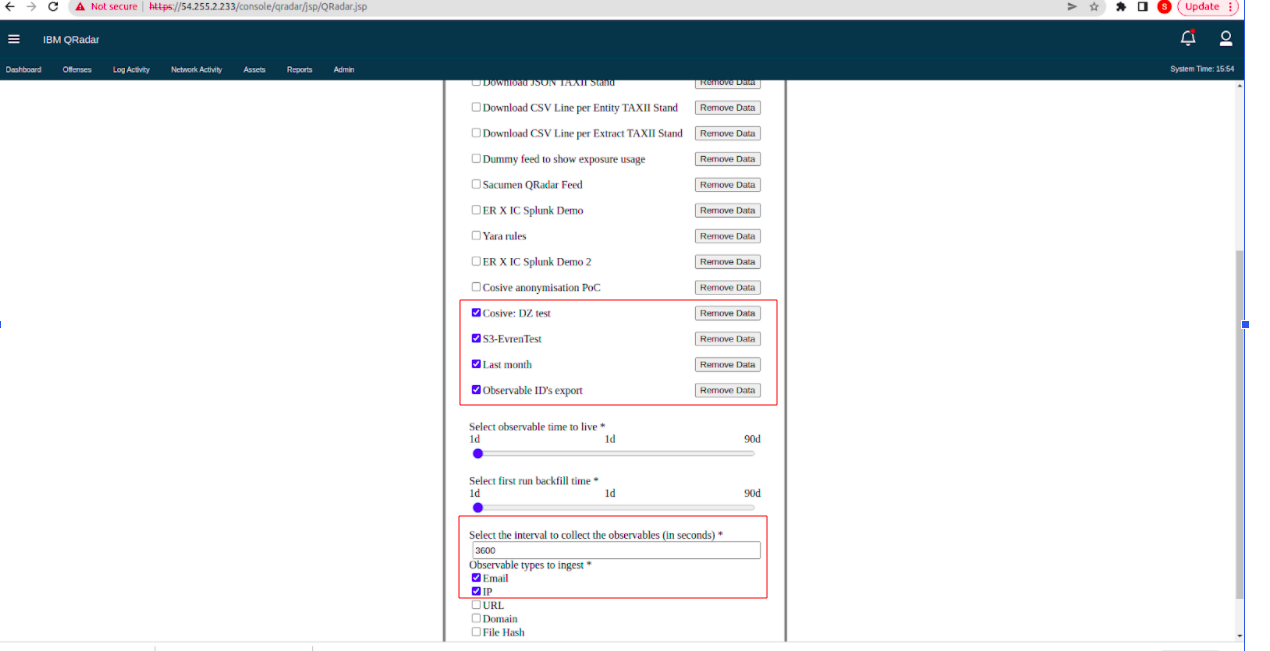 Not secure | https://54.255.2.233/console/qradar/jsp/QRadar.jsp S Update
IBM QRadar
Dashboard Offenses Log Activity Network Activity Assets Reports Admin System Time: 15:54
Download JSON TAXII Stand Remove Data
Download CSV Line per Entity TAXII Stand Remove Data
Download CSV Line per Extract TAXII Stand Remove Data
Dummy feed to show exposure usage Remove Data
Sacumen QRadar Feed Remove Data
ER X IC Splunk Demo Remove Data
Yara rules Remove Data
ER X IC Splunk Demo 2 Remove Data
Cosive anonymisation PoC Remove Data
Cosive: DZ test Remove Data
S3-EvrenTest Remove Data
Last month Remove Data
Observable ID's export Remove Data
Select observable time to live *
1d 1d 90d
Select first run backfill time *
1d 1d 90d
Select the interval to collect the observables (in seconds) *
3600
Observable types to ingest *
Email
IP
URL
Domain
File Hash